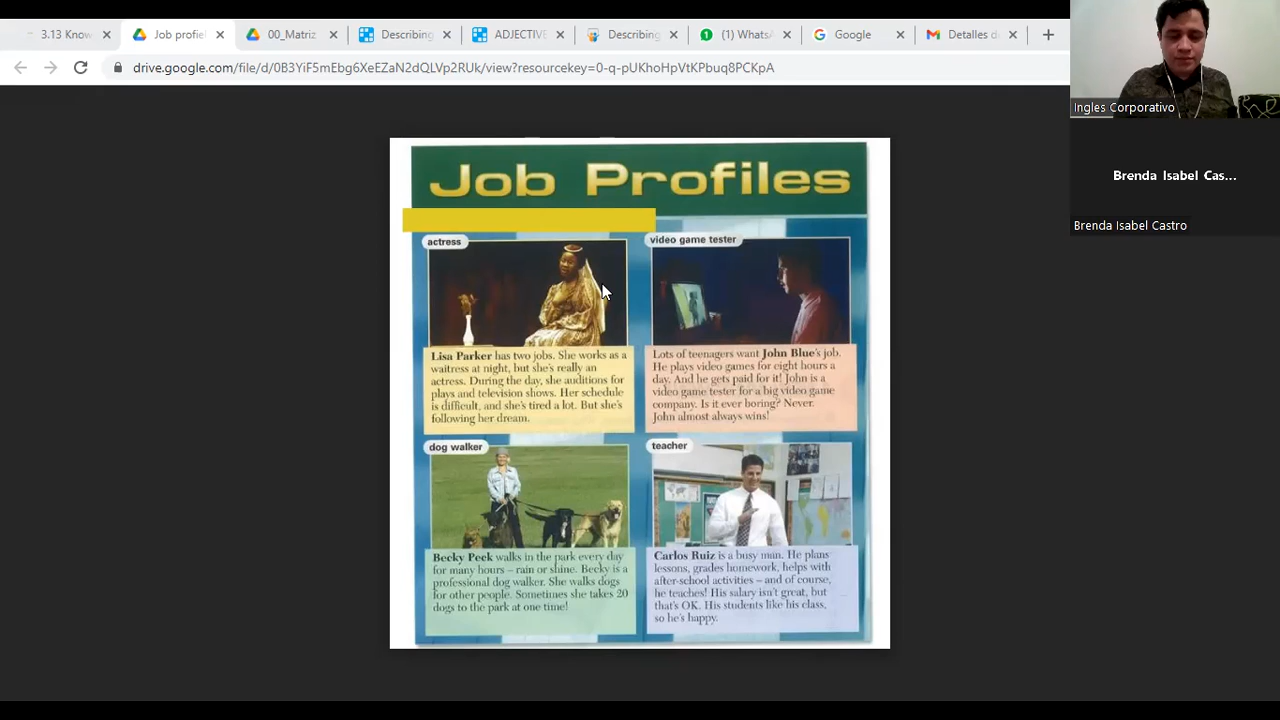 3.13 Know
Job profiel
00_Matriz
Describing
ADJECTIVE
Describing
(1) WhatsA
Google
Detalles d
drive.google.com/file/d/0B3YiF5mEbg6XeEZaN2dQLVp2RUk/view?resourcekey=0-q-pUKhoHpVtKPbuq8PCKpA
Ingles Corporativo
Brenda Isabel Cas...
Brenda Isabel Castro
Job Profiles
actress
Lisa Parker has two jobs. She works as a
waitress at night, but she's really an
actress. During the day, she auditions for
plays and television shows. Her schedule
is difficult, and she's tired a lot. But she's
following her dream.
video game tester
Lots of teenagers want John Blue's job.
He plays video games for eight hours a
day. And he gets paid for it! John is a
video game tester for a big video game
company. Is it ever boring? Never.
John almost always wins!
dog walker
Becky Peck walks in the park every day
for many hours – rain or shine. Becky is a
professional dog walker. She walks dogs
for other people. Sometimes she takes 20
dogs to the park at one time!
teacher
Carlos Ruiz is a busy man. He plans
lessons, grades homework, helps with
after-school activities – and of course,
he teaches! His salary isn't great, but
that's OK. His students like his class,
so he's happy.